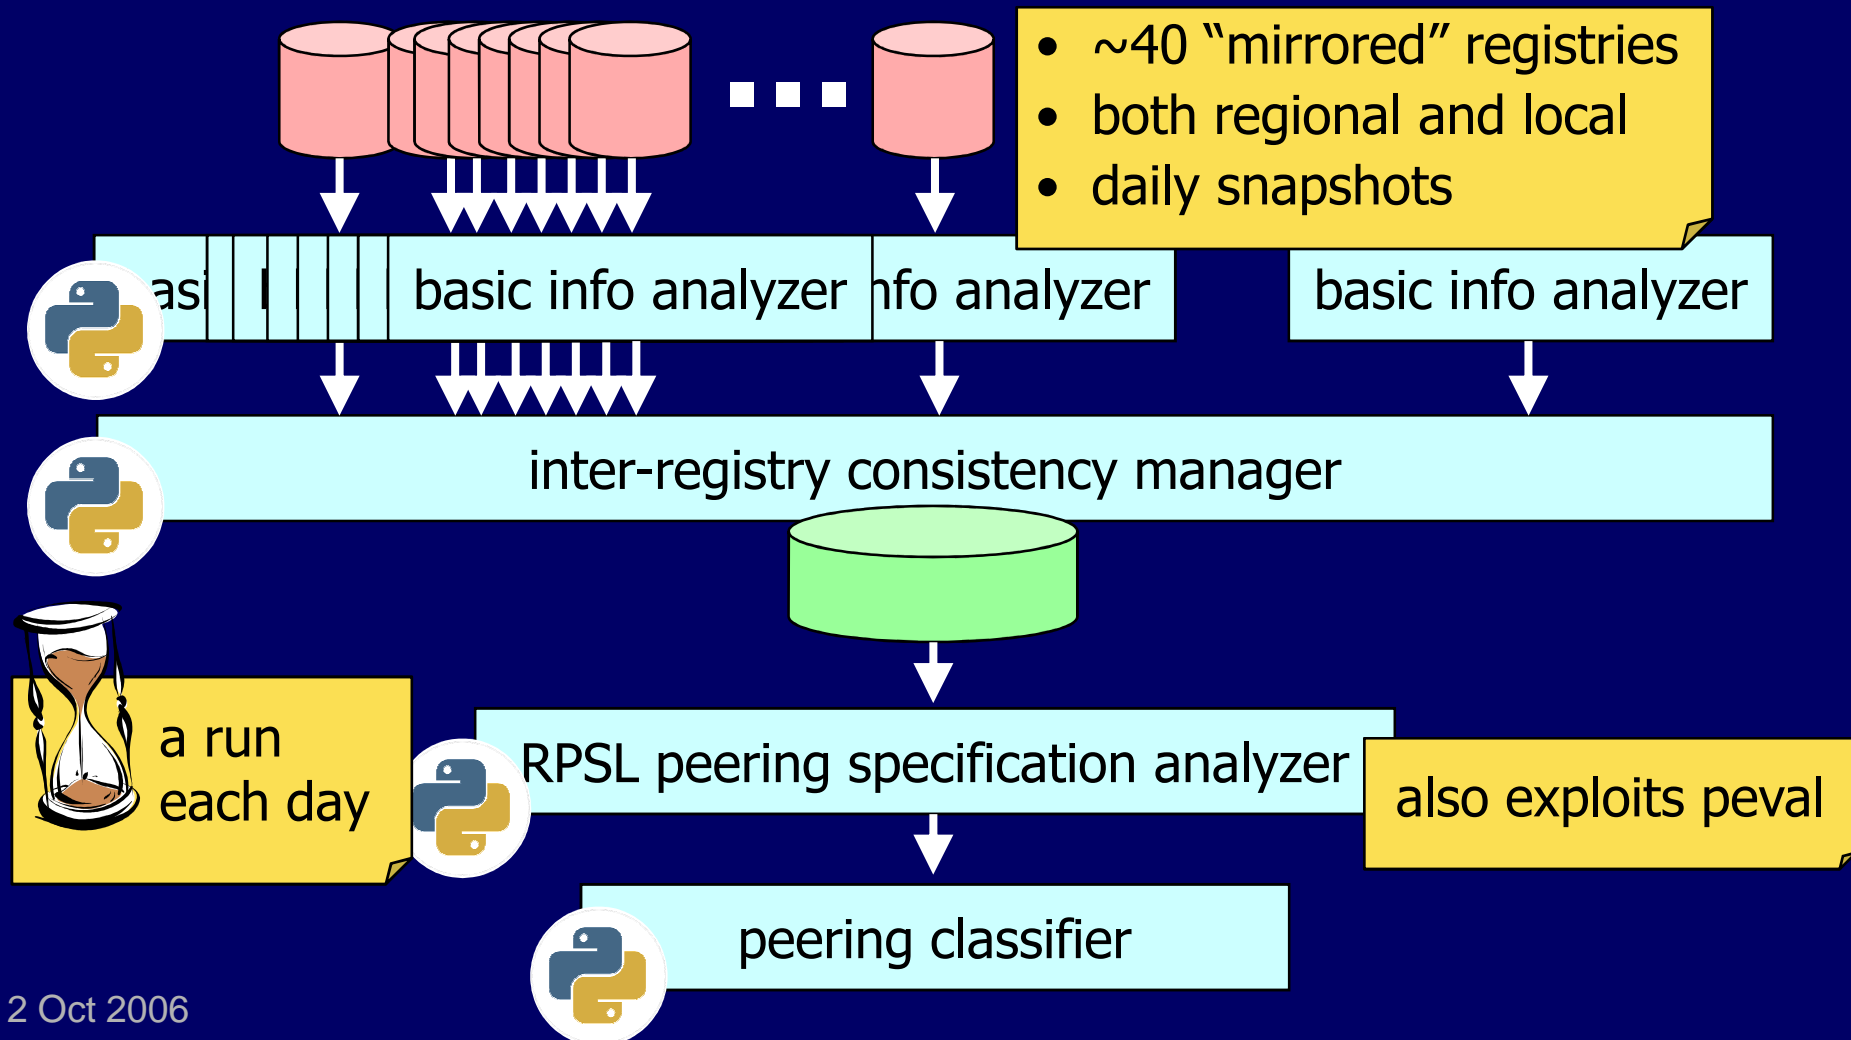 • ~40 “mirrored” registries
• both regional and local
• daily snapshots
asi basic info analyzer nfo analyzer basic info analyzer
inter-registry consistency manager
a run
each day
RPSL peering specification analyzer
also exploits peval
peering classifier
2 Oct 2006